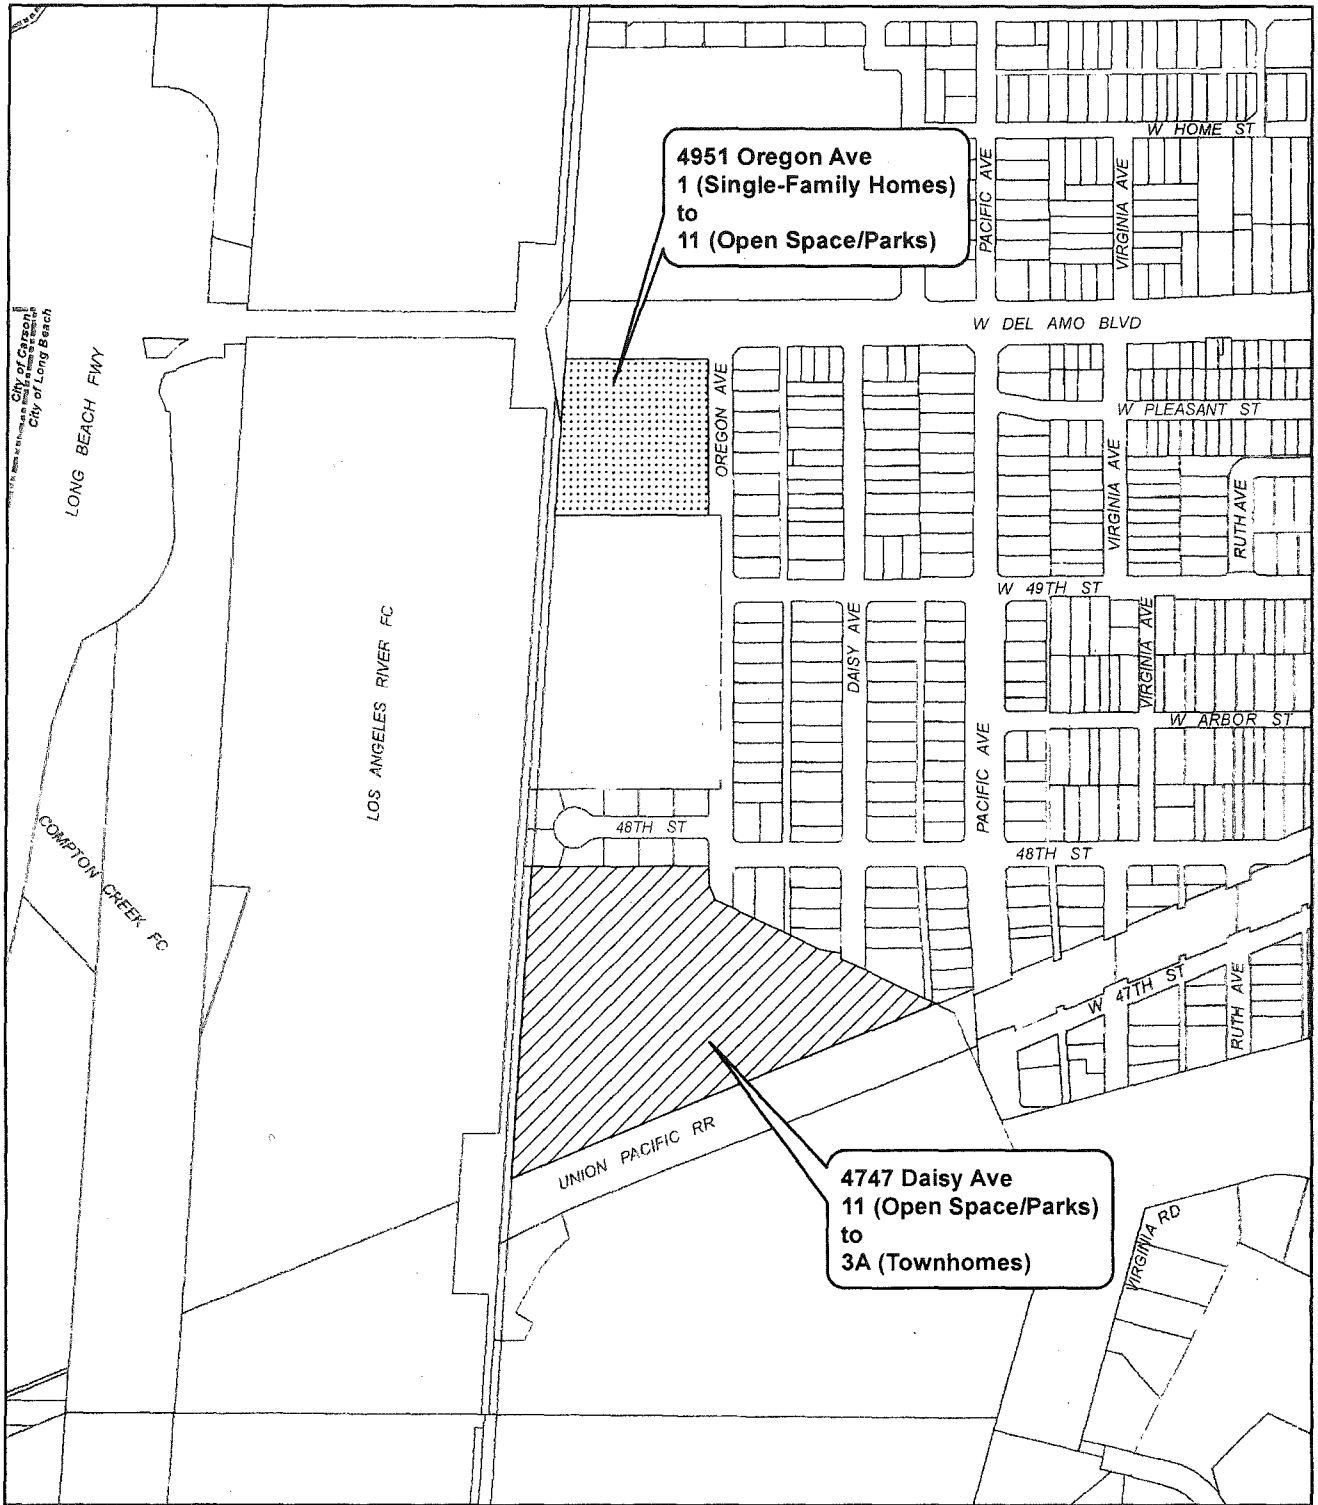 W HOME ST
4951 Oregon Ave
1 (Single-Family Homes)
to
11 (Open Space/Parks)
PACIFIC AVE
VIRGINIA AVE
W DEL AMO BLVD
City of Carson
City of Long Beach
LONG BEACH FWY
OREGON AVE
W PLEASANT ST
VIRGINIA AVE
RUTH AVE
W 49TH ST
DAISY AVE
VIRGINIA AVE
LOS ANGELES RIVER FC
W ARBOR ST
PACIFIC AVE
COMPTON CREEK FC
48TH ST
48TH ST
W 47TH ST
RUTH AVE
UNION PACIFIC RR
4747 Daisy Ave
11 (Open Space/Parks)
to
3A (Townhomes)
VIRGINIA RD